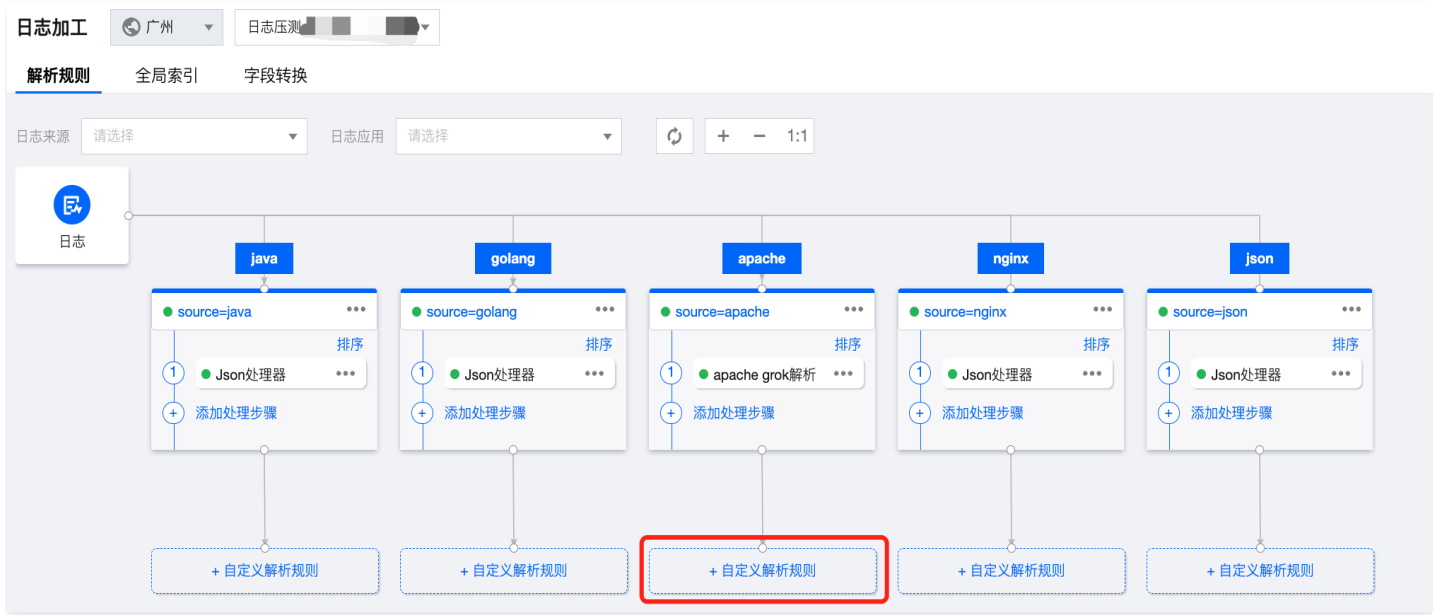 日志加工 广州 日志压测
解析规则 全局索引 字段转换
日志来源 请选择 日志应用 请选择 + − 1:1
日志
java golang apache nginx json
source=java ••• source=golang ••• source=apache ••• source=nginx ••• source=json •••
排序 排序 排序 排序 排序
1 Json处理器 ••• 1 Json处理器 ••• 1 apache grok解析 ••• 1 Json处理器 ••• 1 Json处理器 •••
+ 添加处理步骤 + 添加处理步骤 + 添加处理步骤 + 添加处理步骤 + 添加处理步骤
+ 自定义解析规则 + 自定义解析规则 + 自定义解析规则 + 自定义解析规则 + 自定义解析规则